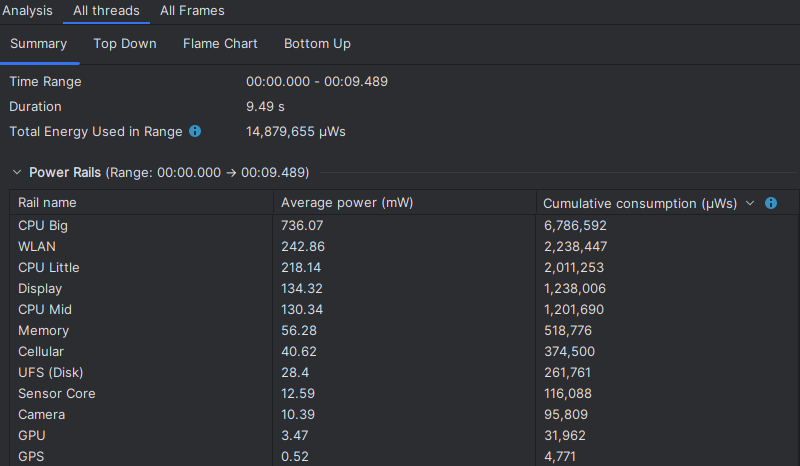 Analysis All threads All Frames
Summary Top Down Flame Chart Bottom Up
Time Range 00:00.000 - 00:09.489
Duration 9.49 s
Total Energy Used in Range 14,879,655 µWs
Power Rails (Range: 00:00.000 → 00:09.489)
Rail name Average power (mW) Cumulative consumption (µWs)
CPU Big 736.07 6,786,592
WLAN 242.86 2,238,447
CPU Little 218.14 2,011,253
Display 134.32 1,238,006
CPU Mid 130.34 1,201,690
Memory 56.28 518,776
Cellular 40.62 374,500
UFS (Disk) 28.4 261,761
Sensor Core 12.59 116,088
Camera 10.39 95,809
GPU 3.47 31,962
GPS 0.52 4,771